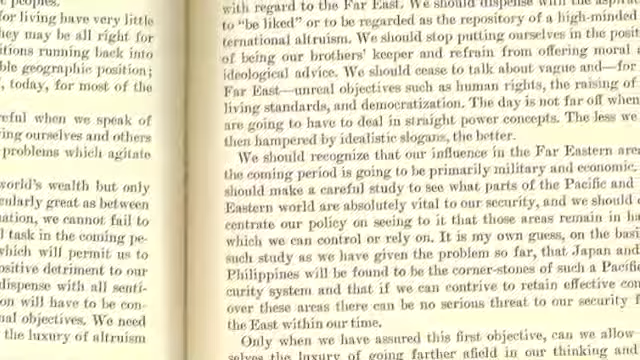 peoples.
for living have very little
hey may be all right for
itions running back into
ble geographic position;
, today, for most of the
reful when we speak of
ing ourselves and others
problems which agitate
world's wealth but only
cularly great as between
uation, we cannot fail to
l task in the coming pe-
which will permit us to
ositive detriment to our
dispense with all senti-
on will have to be con-
nal objectives. We need
the luxury of altruism
with regard to the Far East. We should dispense with the
to "be liked" or to be regarded as the repository of a high-minded
ternational altruism. We should stop putting ourselves in the posit
of being our brothers' keeper and refrain from offering moral
ideological advice. We should cease to talk about vague and—for
Far East—unreal objectives such as human rights, the raising of
living standards, and democratization. The day is not far off when
are going to have to deal in straight power concepts. The less we
then hampered by idealistic slogans, the better.
We should recognize that our influence in the Far Eastern area
the coming period is going to be primarily military and economic.
should make a careful study to see what parts of the Pacific and
Eastern world are absolutely vital to our security, and we should
centrate our policy on seeing to it that those areas remain in ha
which we can control or rely on. It is my own guess, on the basi
such study as we have given the problem so far, that Japan and
Philippines will be found to be the corner-stones of such a Pacific
curity system and that if we can contrive to retain effective con
over these areas there can be no serious threat to our security f
the East within our time.
Only when we have assured this first objective, can we allow
selves the luxury of going farther afield in our thinking and